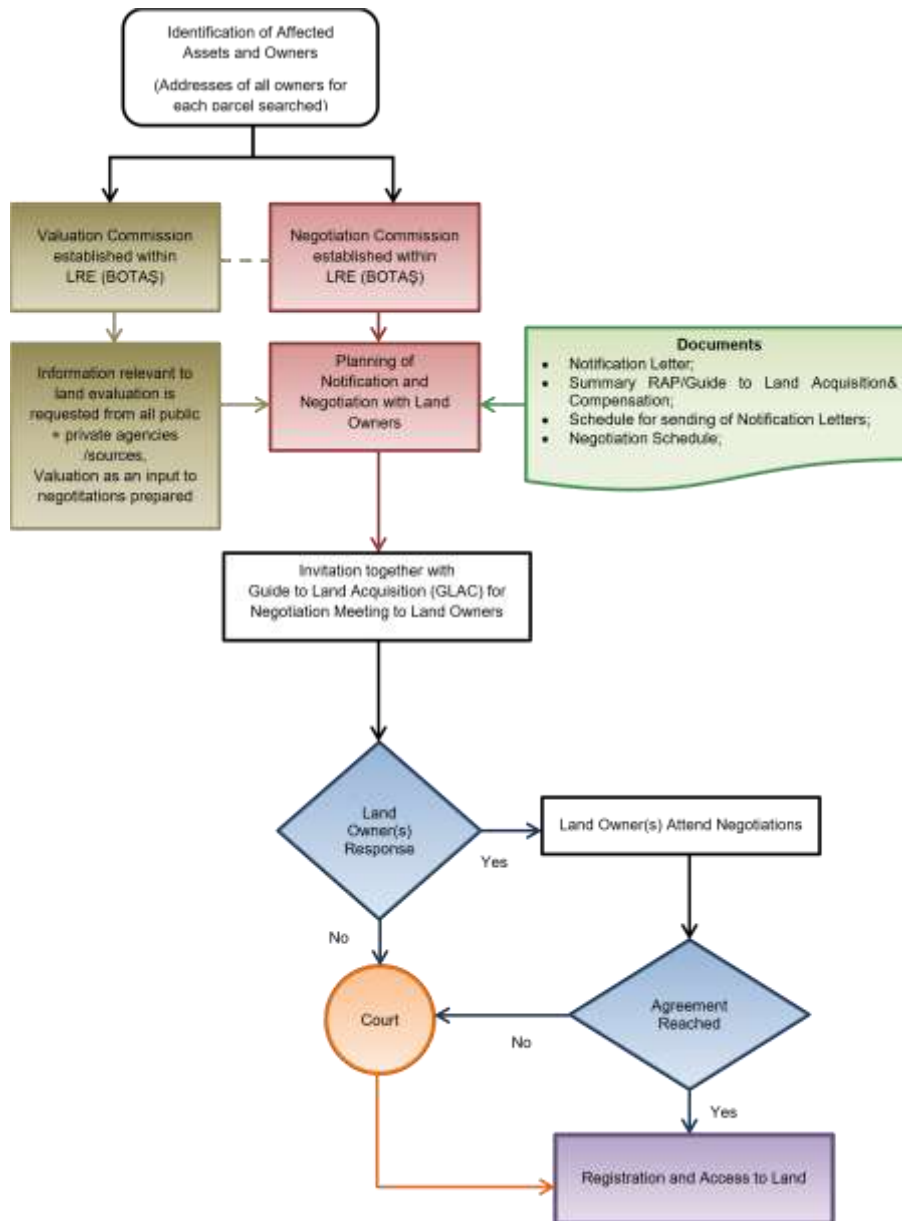 Identification of Affected
Assets and Owners
(Addresses of all owners for
each parcel searched)
Valuation Commission
established within
LRE (BOTAŞ)
Negotiation Commission
established within
LRE (BOTAŞ)
Information relevant to
land evaluation is
requested from all public
+ private agencies
/sources,
Valuation as an input to
negotitations prepared
Planning of
Notification and
Negotiation with Land
Owners
Documents
• Notification Letter;
• Summary RAP/Guide to Land Acquisition&
Compensation;
• Schedule for sending of Notification Letters;
• Negotiation Schedule;
Invitation together with
Guide to Land Acquisition (GLAC) for
Negotiation Meeting to Land Owners
Land
Owner(s)
Response
Yes
Land Owner(s) Attend Negotiations
No
Court
Agreement
Reached
No
Yes
Registration and Access to Land